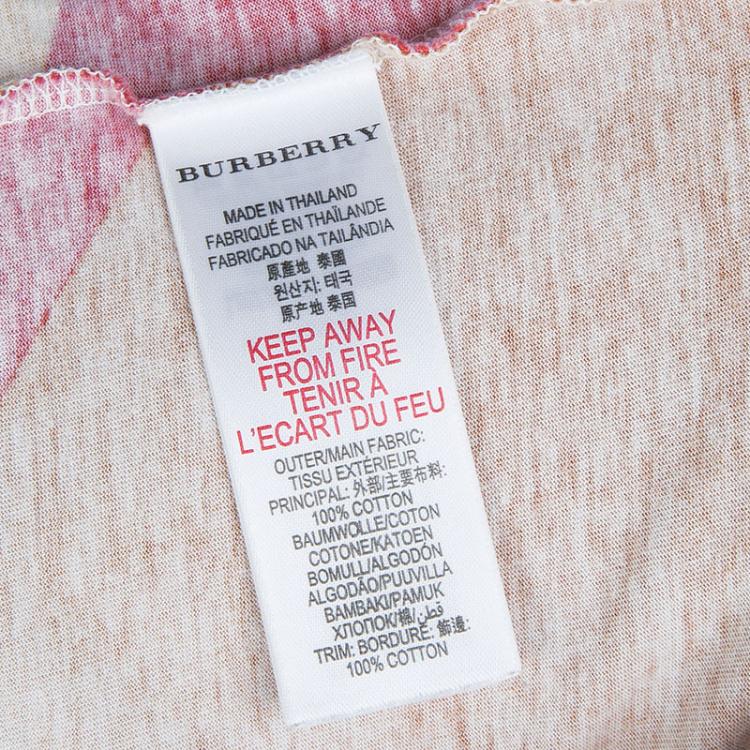 BURBERRY
MADE IN THAILAND
FABRIQUÉ EN THAÏLANDE
FABRICADO NA TAILÂNDIA
原產地 泰國
원산지: 태국
原产地 泰国
KEEP AWAY
FROM FIRE
TENIR À
L'ECART DU FEU
OUTER/MAIN FABRIC:
TISSU EXTÉRIEUR
PRINCIPAL: 外部/主要布料:
100% COTTON
BAUMWOLLE/COTON
COTONE/KATOEN
BOMULL/ALGODÓN
ALGODÃO/PUUVILLA
BAMBAKI/PAMUK
ХЛОПОК/棉/قطن
TRIM: BORDURE: 飾邊:
100% COTTON